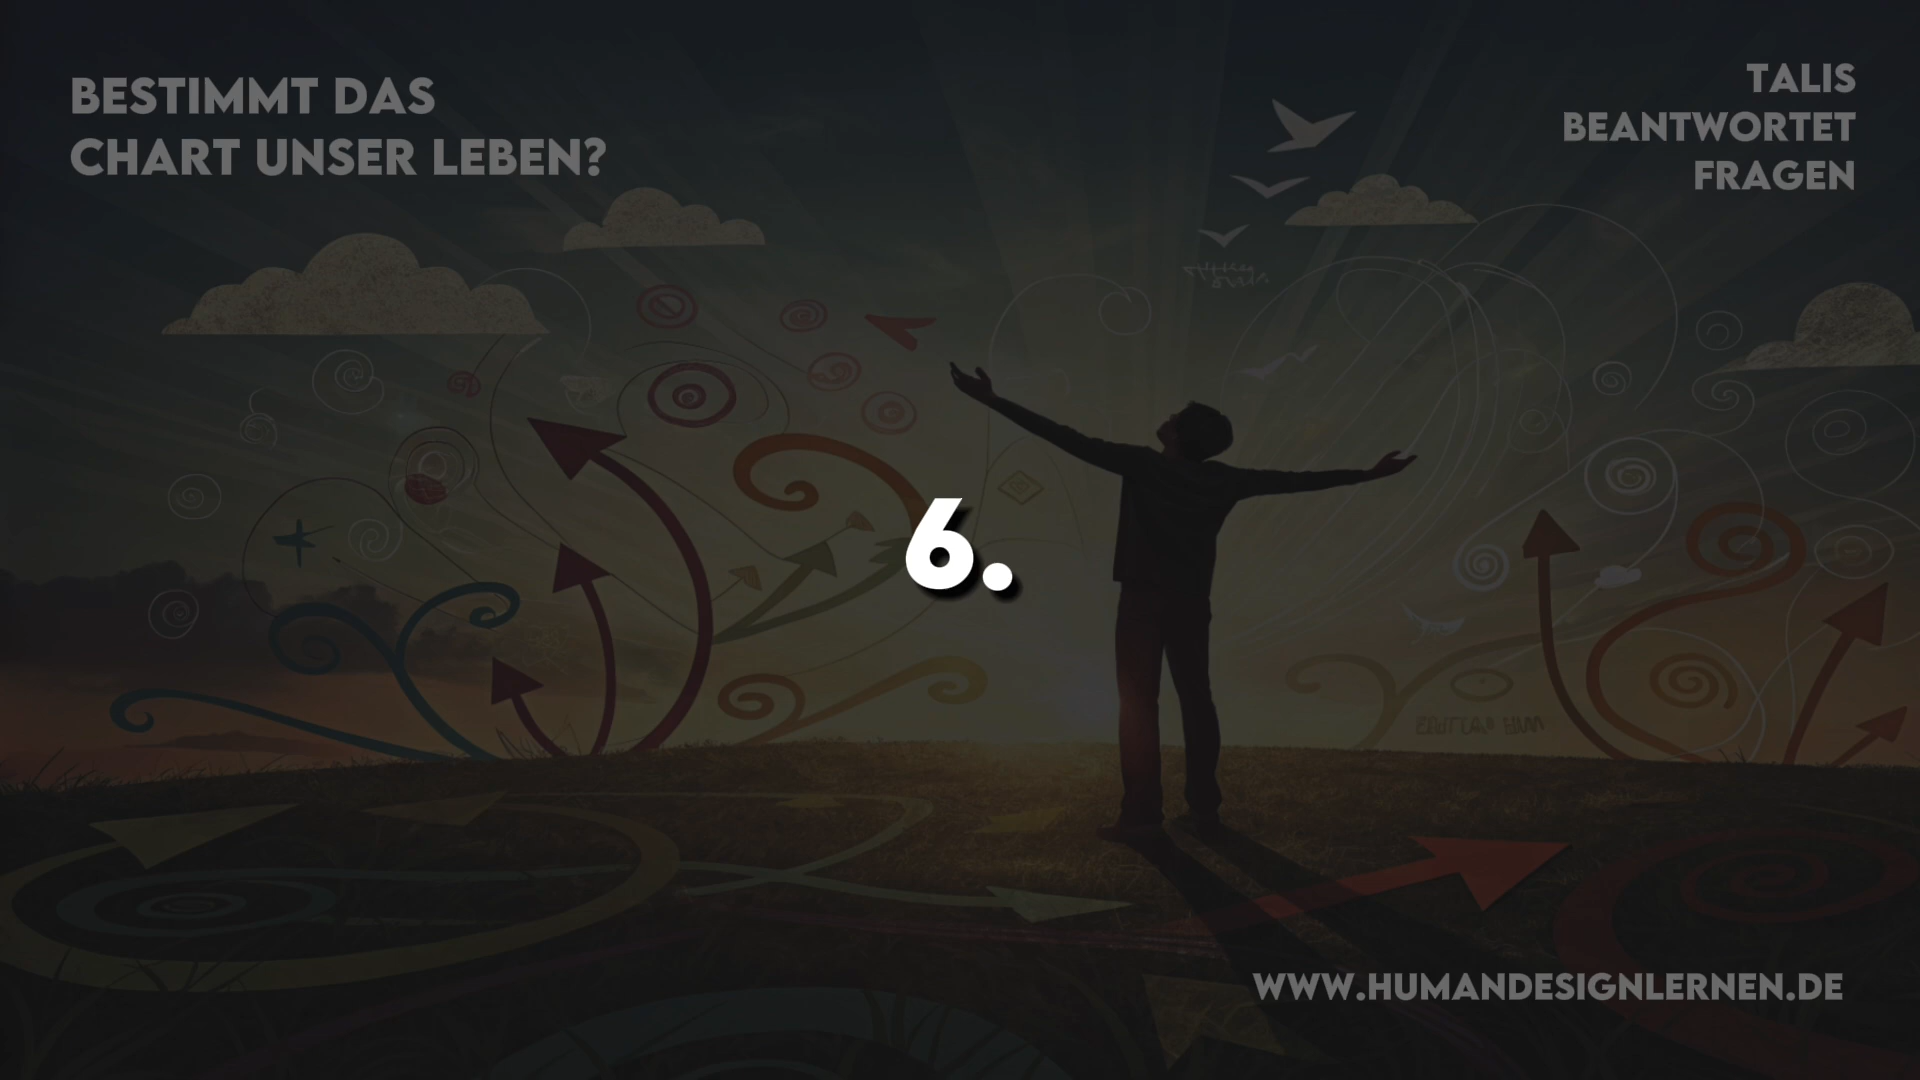 BESTIMMT DAS
CHART UNSER LEBEN?
TALIS
BEANTWORTET
FRAGEN
6.
WWW.HUMANDESIGNLERNEN.DE